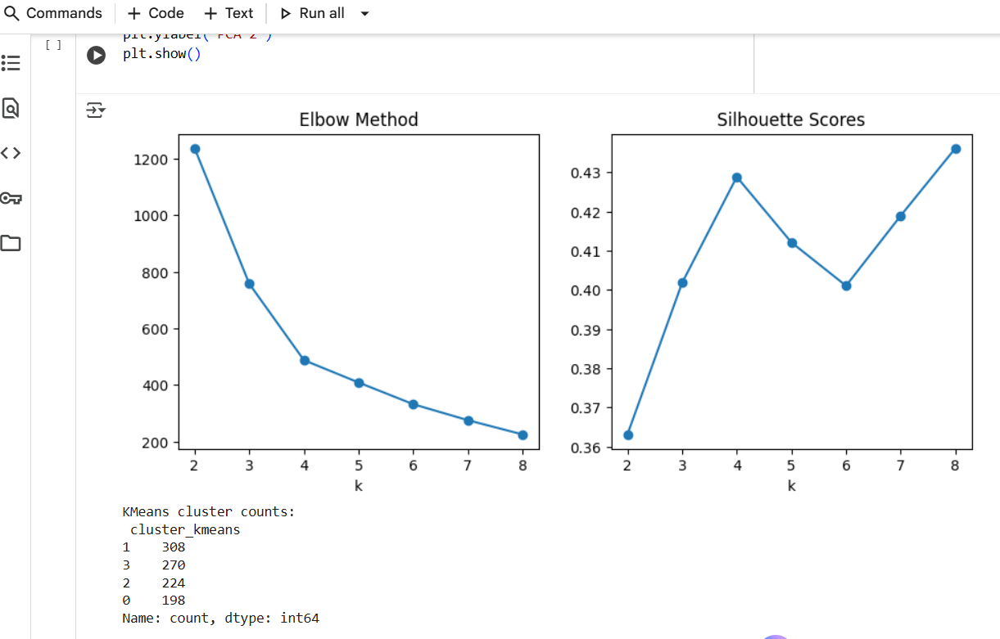 Commands + Code + Text Run all
plt.ylabel("PCA 2")
[ ]
plt.show()
Elbow Method
1200
1000
800
600
400
200
2 3 4 5 6 7 8
k
Silhouette Scores
0.43
0.42
0.41
0.40
0.39
0.38
0.37
0.36
2 3 4 5 6 7 8
k
KMeans cluster counts:
cluster_kmeans
1 308
3 270
2 224
0 198
Name: count, dtype: int64